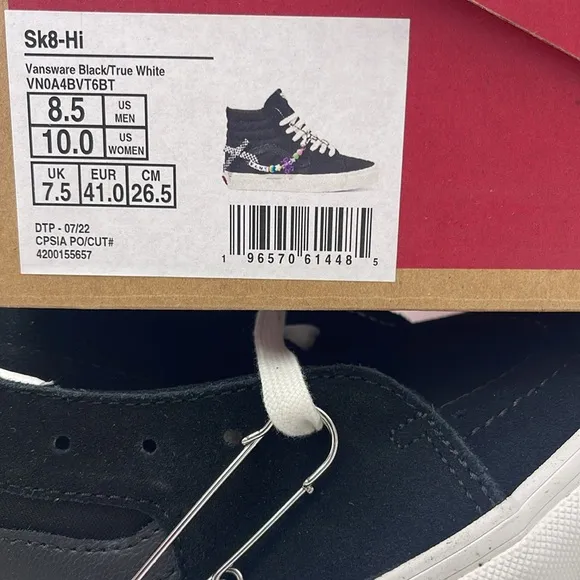 Sk8-Hi
Vansware Black/True White
VN0A4BVT6BT
8.5 US MEN
10.0 US WOMEN
UK EUR CM
7.5 41.0 26.5
DTP - 07/22
CPSIA PO/CUT#
4200155657
1 96570 61448 5